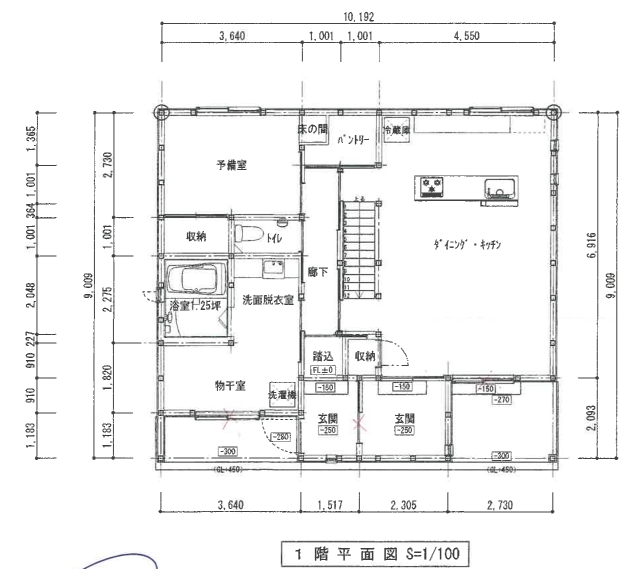 10,192
3,640
1,001
1,001
4,550
床の間
パントリー
冷蔵庫
予備室
収納
トイレ
上る
廊下
ダイニング・キッチン
浴室1.25坪
洗面脱衣室
物干室
洗濯機
踏込
FL±0
収納
-150
-150
-150
-270
玄関
-250
玄関
-250
-280
-300
-300
(GL+450)
(GL+450)
1,365
1,001
364
1,001
2,048
227
910
910
1,183
9,009
2,730
1,001
2,275
1,820
1,183
6,916
2,093
9,009
3,640
1,517
2,305
2,730
1 階 平 面 図 S=1/100